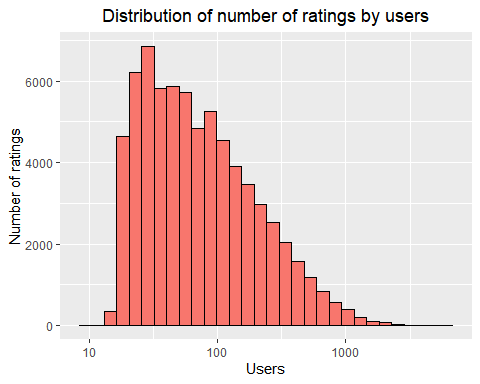 Distribution of number of ratings by users
Number of ratings
6000
4000
2000
0
10
100
1000
Users